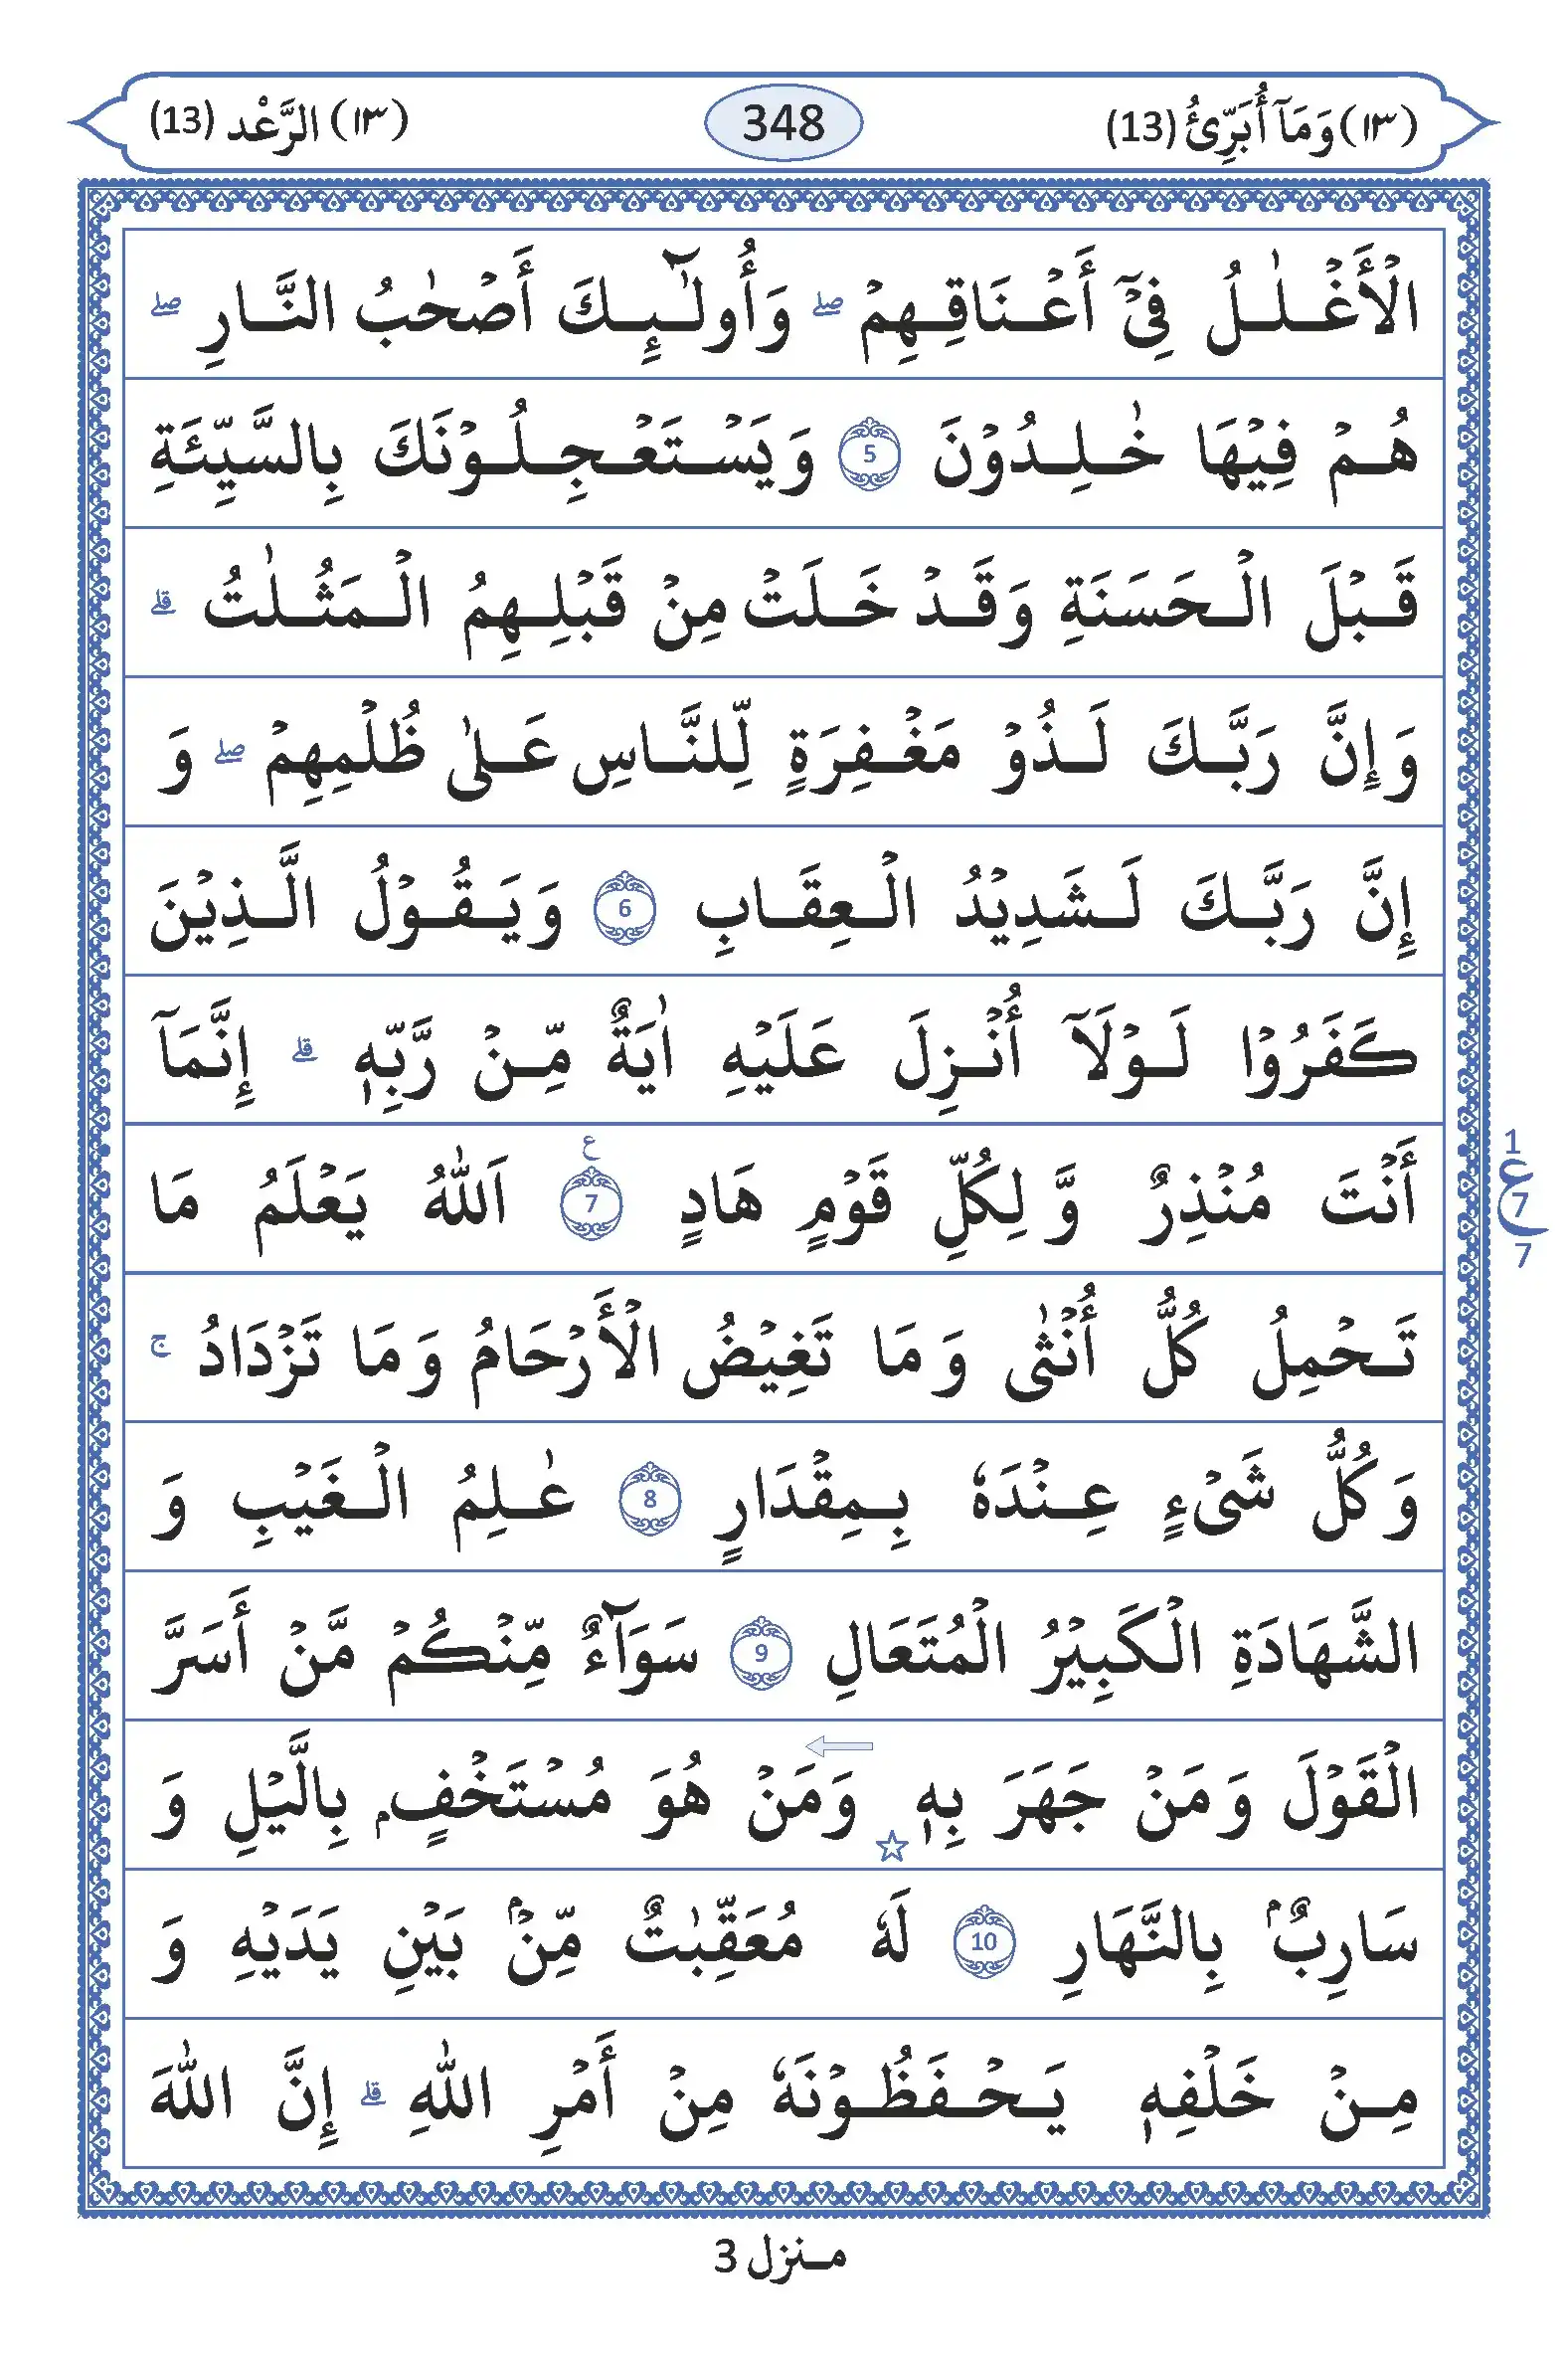 (١٣) وَمَآ أُبَرِّئُ (13) 348 (١٣) الرَّعْد (13)
الْأَغْلٰلُ فِيْٓ أَعْنَاقِهِمْ ۖ وَأُولٰٓئِكَ أَصْحٰبُ النَّارِ ۖ
هُمْ فِيْهَا خٰلِدُوْنَ 5 وَيَسْتَعْجِلُوْنَكَ بِالسَّيِّئَةِ
قَبْلَ الْحَسَنَةِ وَقَدْ خَلَتْ مِنْ قَبْلِهِمُ الْمَثُلٰتُ ۗ
وَإِنَّ رَبَّكَ لَذُوْ مَغْفِرَةٍ لِّلنَّاسِ عَلٰى ظُلْمِهِمْ ۖ وَ
إِنَّ رَبَّكَ لَشَدِيْدُ الْعِقَابِ 6 وَيَقُوْلُ الَّذِيْنَ
كَفَرُوْا لَوْلَآ أُنْزِلَ عَلَيْهِ اٰيَةٌ مِّنْ رَّبِّهٖ ۗ إِنَّمَآ
أَنْتَ مُنْذِرٌ وَّلِكُلِّ قَوْمٍ هَادٍ 7 ع اَللّٰهُ يَعْلَمُ مَا
1 ع 7 7
تَحْمِلُ كُلُّ أُنْثٰى وَمَا تَغِيْضُ الْأَرْحَامُ وَمَا تَزْدَادُ ۚ
وَكُلُّ شَيْءٍ عِنْدَهٗ بِمِقْدَارٍ 8 عٰلِمُ الْغَيْبِ وَ
الشَّهَادَةِ الْكَبِيْرُ الْمُتَعَالِ 9 سَوَآءٌ مِّنْكُمْ مَّنْ أَسَرَّ
الْقَوْلَ وَمَنْ جَهَرَ بِهٖ ☆ وَمَنْ هُوَ مُسْتَخْفٍۭ بِالَّيْلِ وَ
سَارِبٌۢ بِالنَّهَارِ 10 لَهٗ مُعَقِّبٰتٌ مِّنْۢ بَيْنِ يَدَيْهِ وَ
مِنْ خَلْفِهٖ يَحْفَظُوْنَهٗ مِنْ أَمْرِ اللّٰهِ ۗ إِنَّ اللّٰهَ
منزل 3